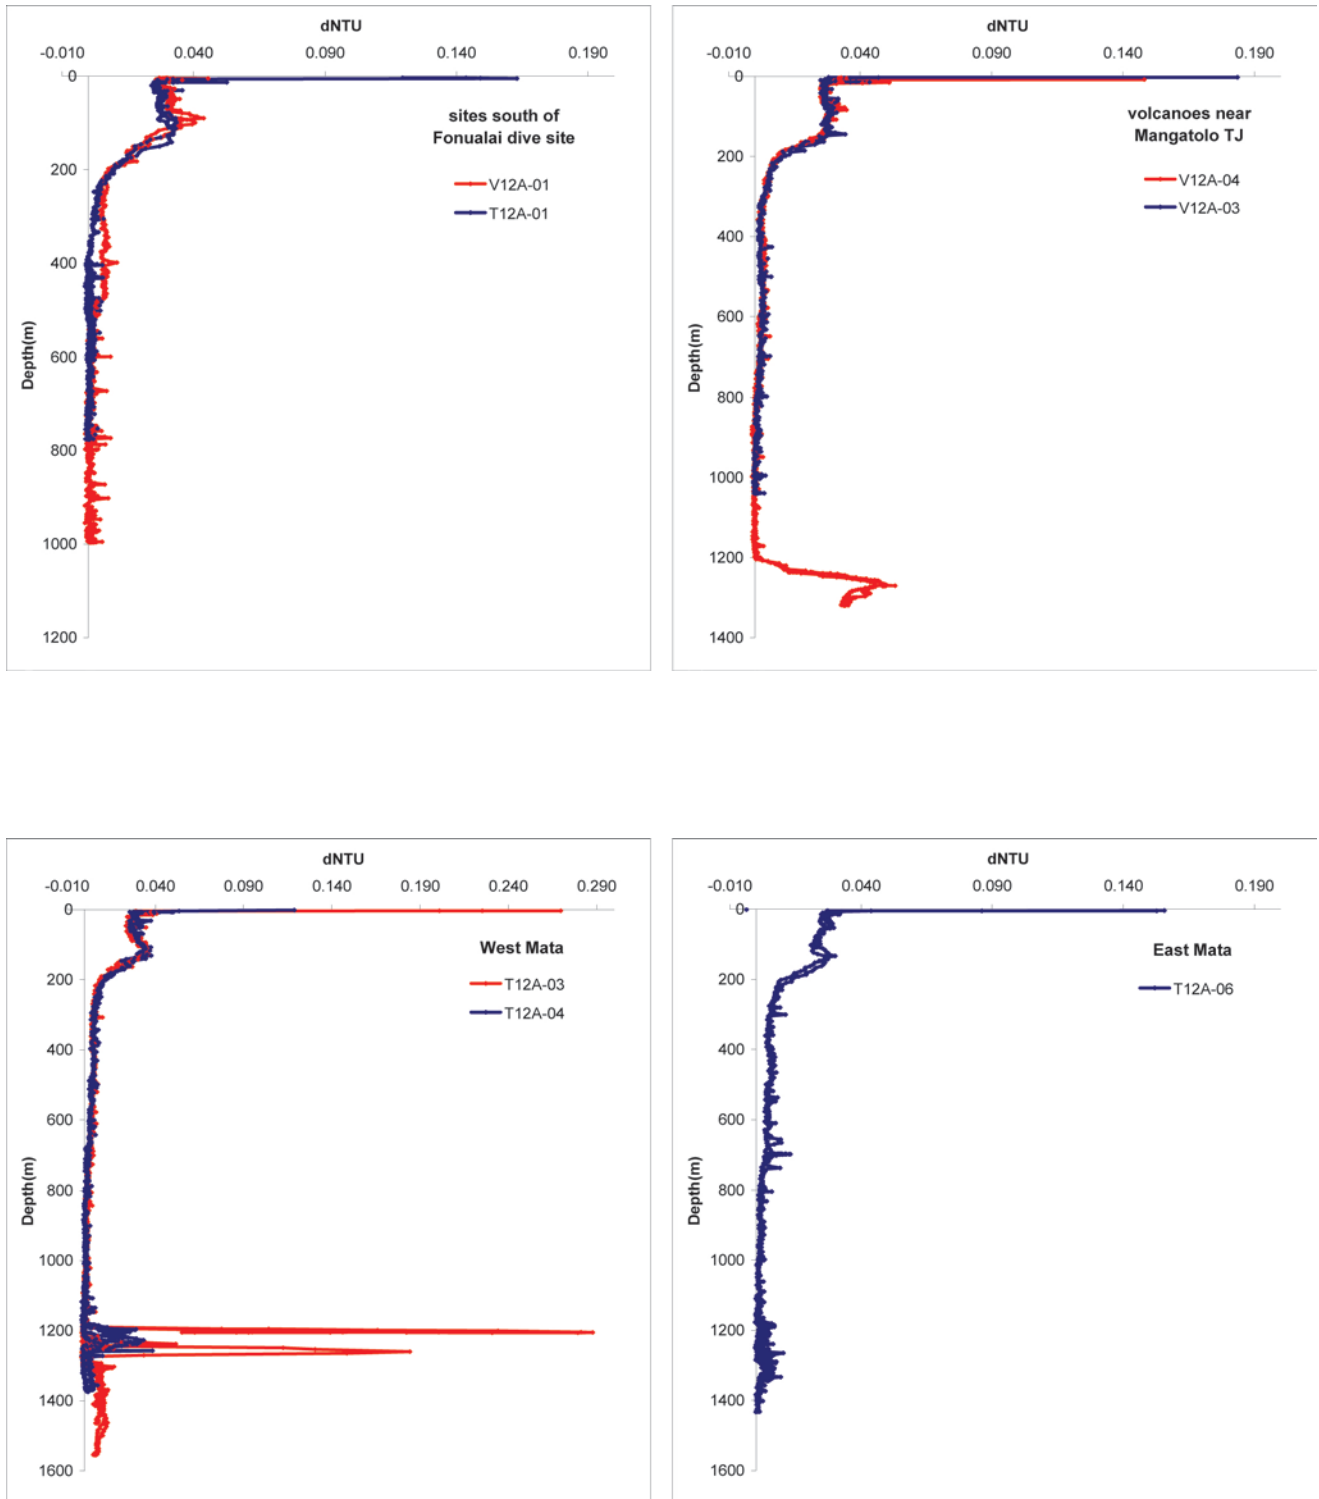 dNTU
-0.010 0.040 0.090 0.140 0.190
0
200
400
600
800
1000
1200
Depth(m)
sites south of
Fonualai dive site
V12A-01
T12A-01
dNTU
-0.010 0.040 0.090 0.140 0.190
0
200
400
600
800
1000
1200
1400
Depth(m)
volcanoes near
Mangatolo TJ
V12A-04
V12A-03
dNTU
-0.010 0.040 0.090 0.140 0.190 0.240 0.290
0
200
400
600
800
1000
1200
1400
1600
Depth(m)
West Mata
T12A-03
T12A-04
dNTU
-0.010 0.040 0.090 0.140 0.190
0
200
400
600
800
1000
1200
1400
1600
Depth(m)
East Mata
T12A-06